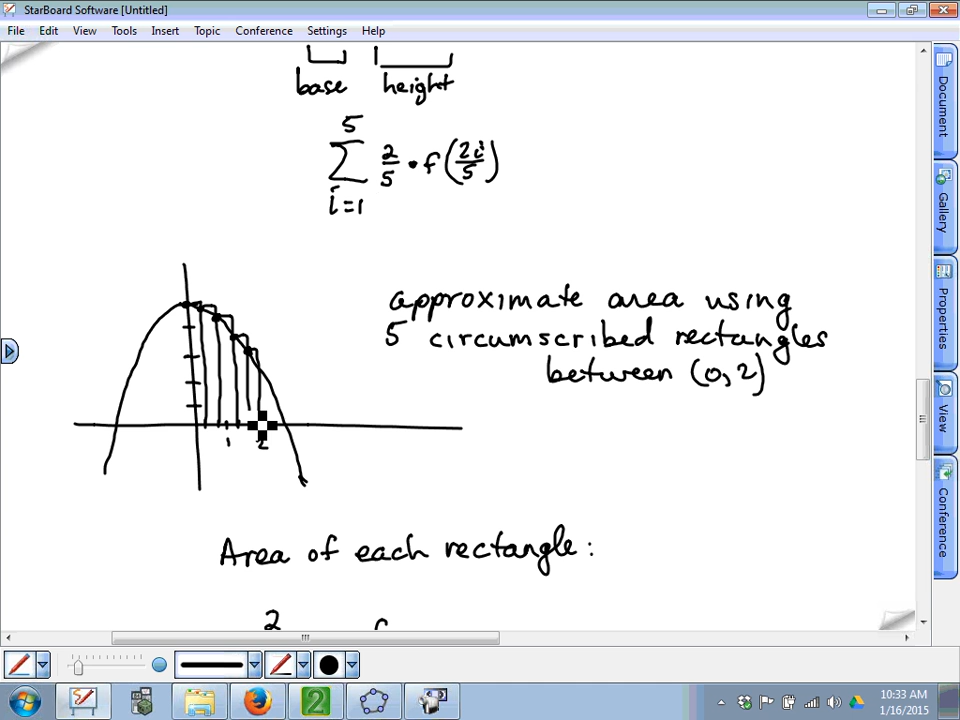 StarBoard Software [Untitled]
File Edit View Tools Insert Topic Conference Settings Help
base height
5
∑ 2/5 • f(2i/5)
i=1
approximate area using
5 circumscribed rectangles
between (0,2)
1 2
Area of each rectangle:
2 f
Document
Gallery
Properties
View
Conference
2
10:33 AM
1/16/2015